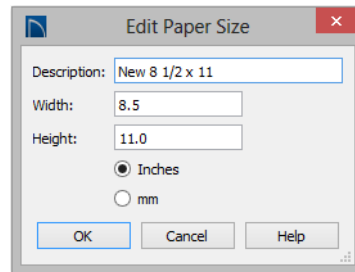 Edit Paper Size
Description: New 8 1/2 x 11
Width: 8.5
Height: 11.0
Inches
mm
OK Cancel Help